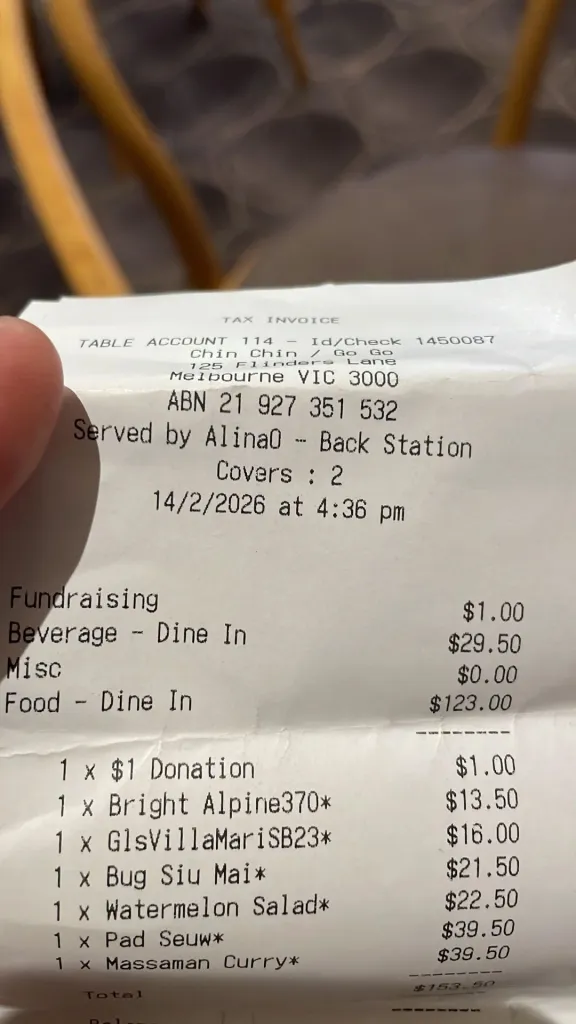 TAX INVOICE
TABLE ACCOUNT 114 - Id/Check 1450087
Chin Chin / Go Go
125 Flinders Lane
Melbourne VIC 3000
ABN 21 927 351 532
Served by AlinaO - Back Station
Covers : 2
14/2/2026 at 4:36 pm
Fundraising $1.00
Beverage - Dine In $29.50
Misc $0.00
Food - Dine In $123.00
--------
1 x $1 Donation $1.00
1 x Bright Alpine370* $13.50
1 x GlsVillaMariSB23* $16.00
1 x Bug Siu Mai* $21.50
1 x Watermelon Salad* $22.50
1 x Pad Seuw* $39.50
1 x Massaman Curry* $39.50
--------
Total $153.50
--------